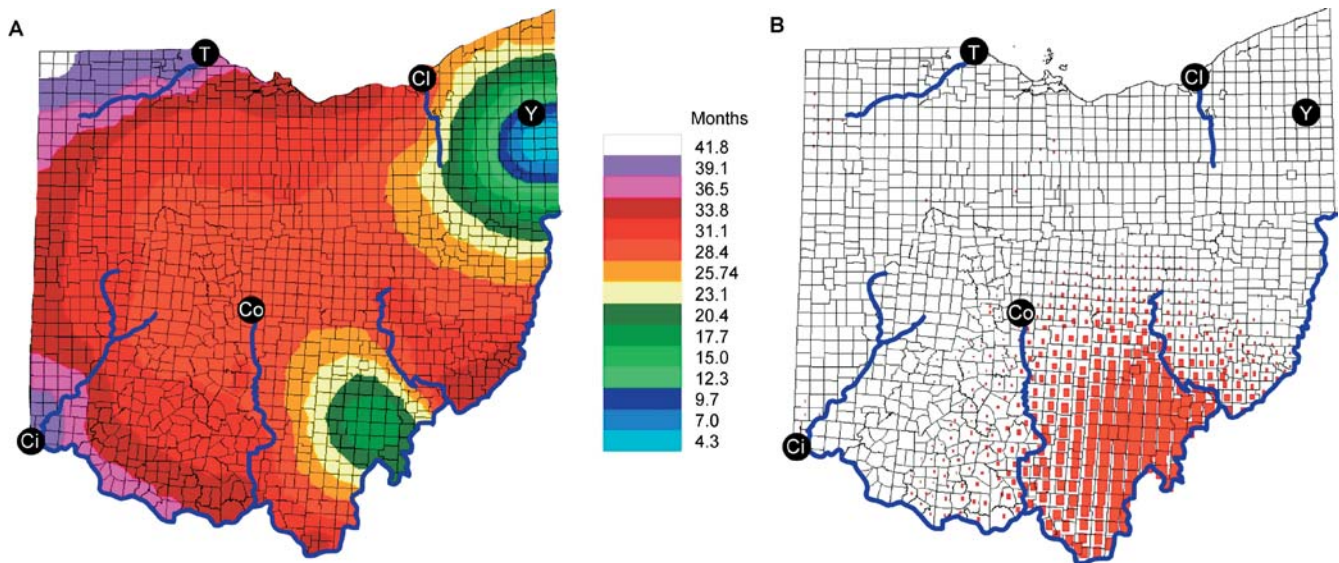 A
B
T
Cl
Y
Co
Ci
Months
41.8
39.1
36.5
33.8
31.1
28.4
25.74
23.1
20.4
17.7
15.0
12.3
9.7
7.0
4.3
T
Cl
Y
Co
Ci